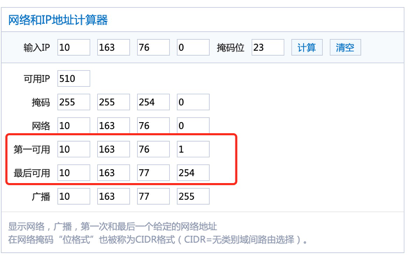 网络和IP地址计算器
输入IP 10 163 76 0 掩码位 23 计算 清空
可用IP 510
掩码 255 255 254 0
网络 10 163 76 0
第一可用 10 163 76 1
最后可用 10 163 77 254
广播 10 163 77 255
显示网络，广播，第一次和最后一个给定的网络地址
在网络掩码“位格式”也被称为CIDR格式（CIDR=无类别域间路由选择）。